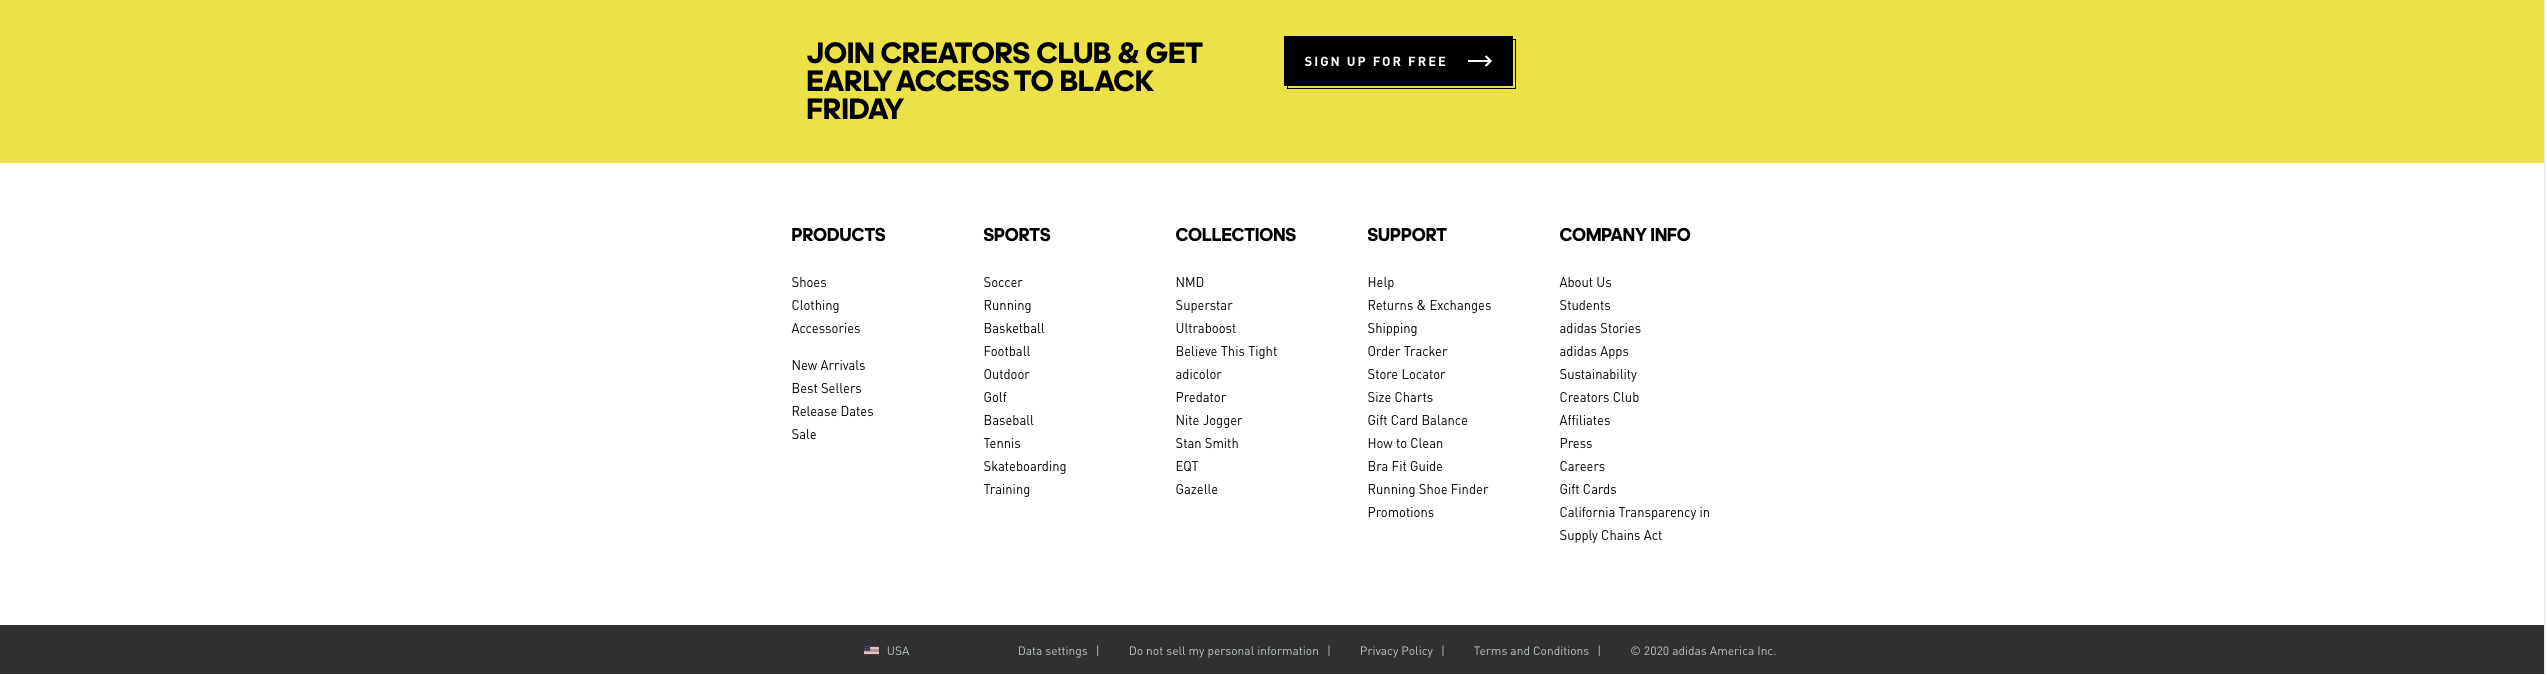 JOIN CREATORS CLUB & GET
EARLY ACCESS TO BLACK
FRIDAY
SIGN UP FOR FREE
PRODUCTS
Shoes
Clothing
Accessories
New Arrivals
Best Sellers
Release Dates
Sale
SPORTS
Soccer
Running
Basketball
Football
Outdoor
Golf
Baseball
Tennis
Skateboarding
Training
COLLECTIONS
NMD
Superstar
Ultraboost
Believe This Tight
adicolor
Predator
Nite Jogger
Stan Smith
EQT
Gazelle
SUPPORT
Help
Returns & Exchanges
Shipping
Order Tracker
Store Locator
Size Charts
Gift Card Balance
How to Clean
Bra Fit Guide
Running Shoe Finder
Promotions
COMPANY INFO
About Us
Students
adidas Stories
adidas Apps
Sustainability
Creators Club
Affiliates
Press
Careers
Gift Cards
California Transparency in
Supply Chains Act
USA
Data settings |
Do not sell my personal information |
Privacy Policy |
Terms and Conditions |
© 2020 adidas America Inc.